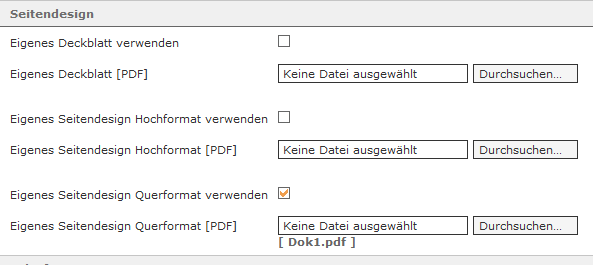 Seitendesign
Eigenes Deckblatt verwenden
Eigenes Deckblatt [PDF] Keine Datei ausgewählt Durchsuchen...
Eigenes Seitendesign Hochformat verwenden
Eigenes Seitendesign Hochformat [PDF] Keine Datei ausgewählt Durchsuchen...
Eigenes Seitendesign Querformat verwenden
Eigenes Seitendesign Querformat [PDF] Keine Datei ausgewählt Durchsuchen...
[ Dok1.pdf ]